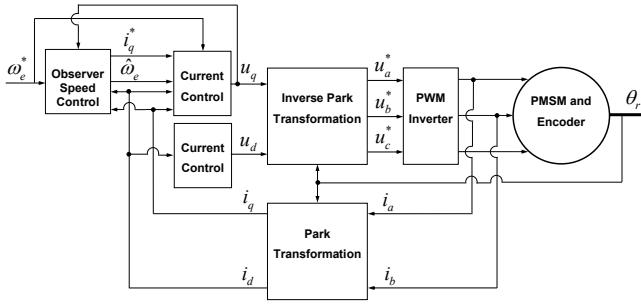 ω*e
i*q
ω̂e
Observer
Speed
Control
Current
Control
uq
Inverse Park
Transformation
u*a
u*b
u*c
PWM
Inverter
PMSM and
Encoder
θr
Current
Control
ud
iq
id
Park
Transformation
ia
ib